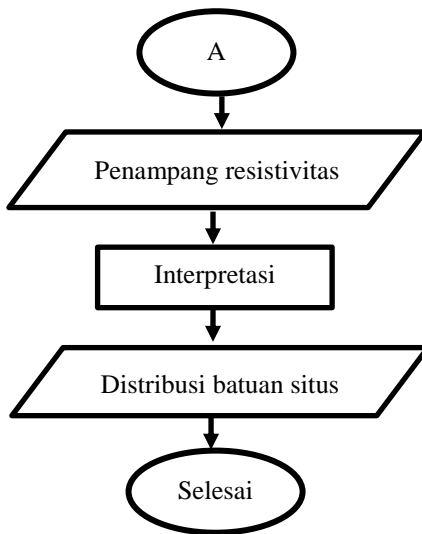 A
Penampang resistivitas
Interpretasi
Distribusi batuan situs
Selesai